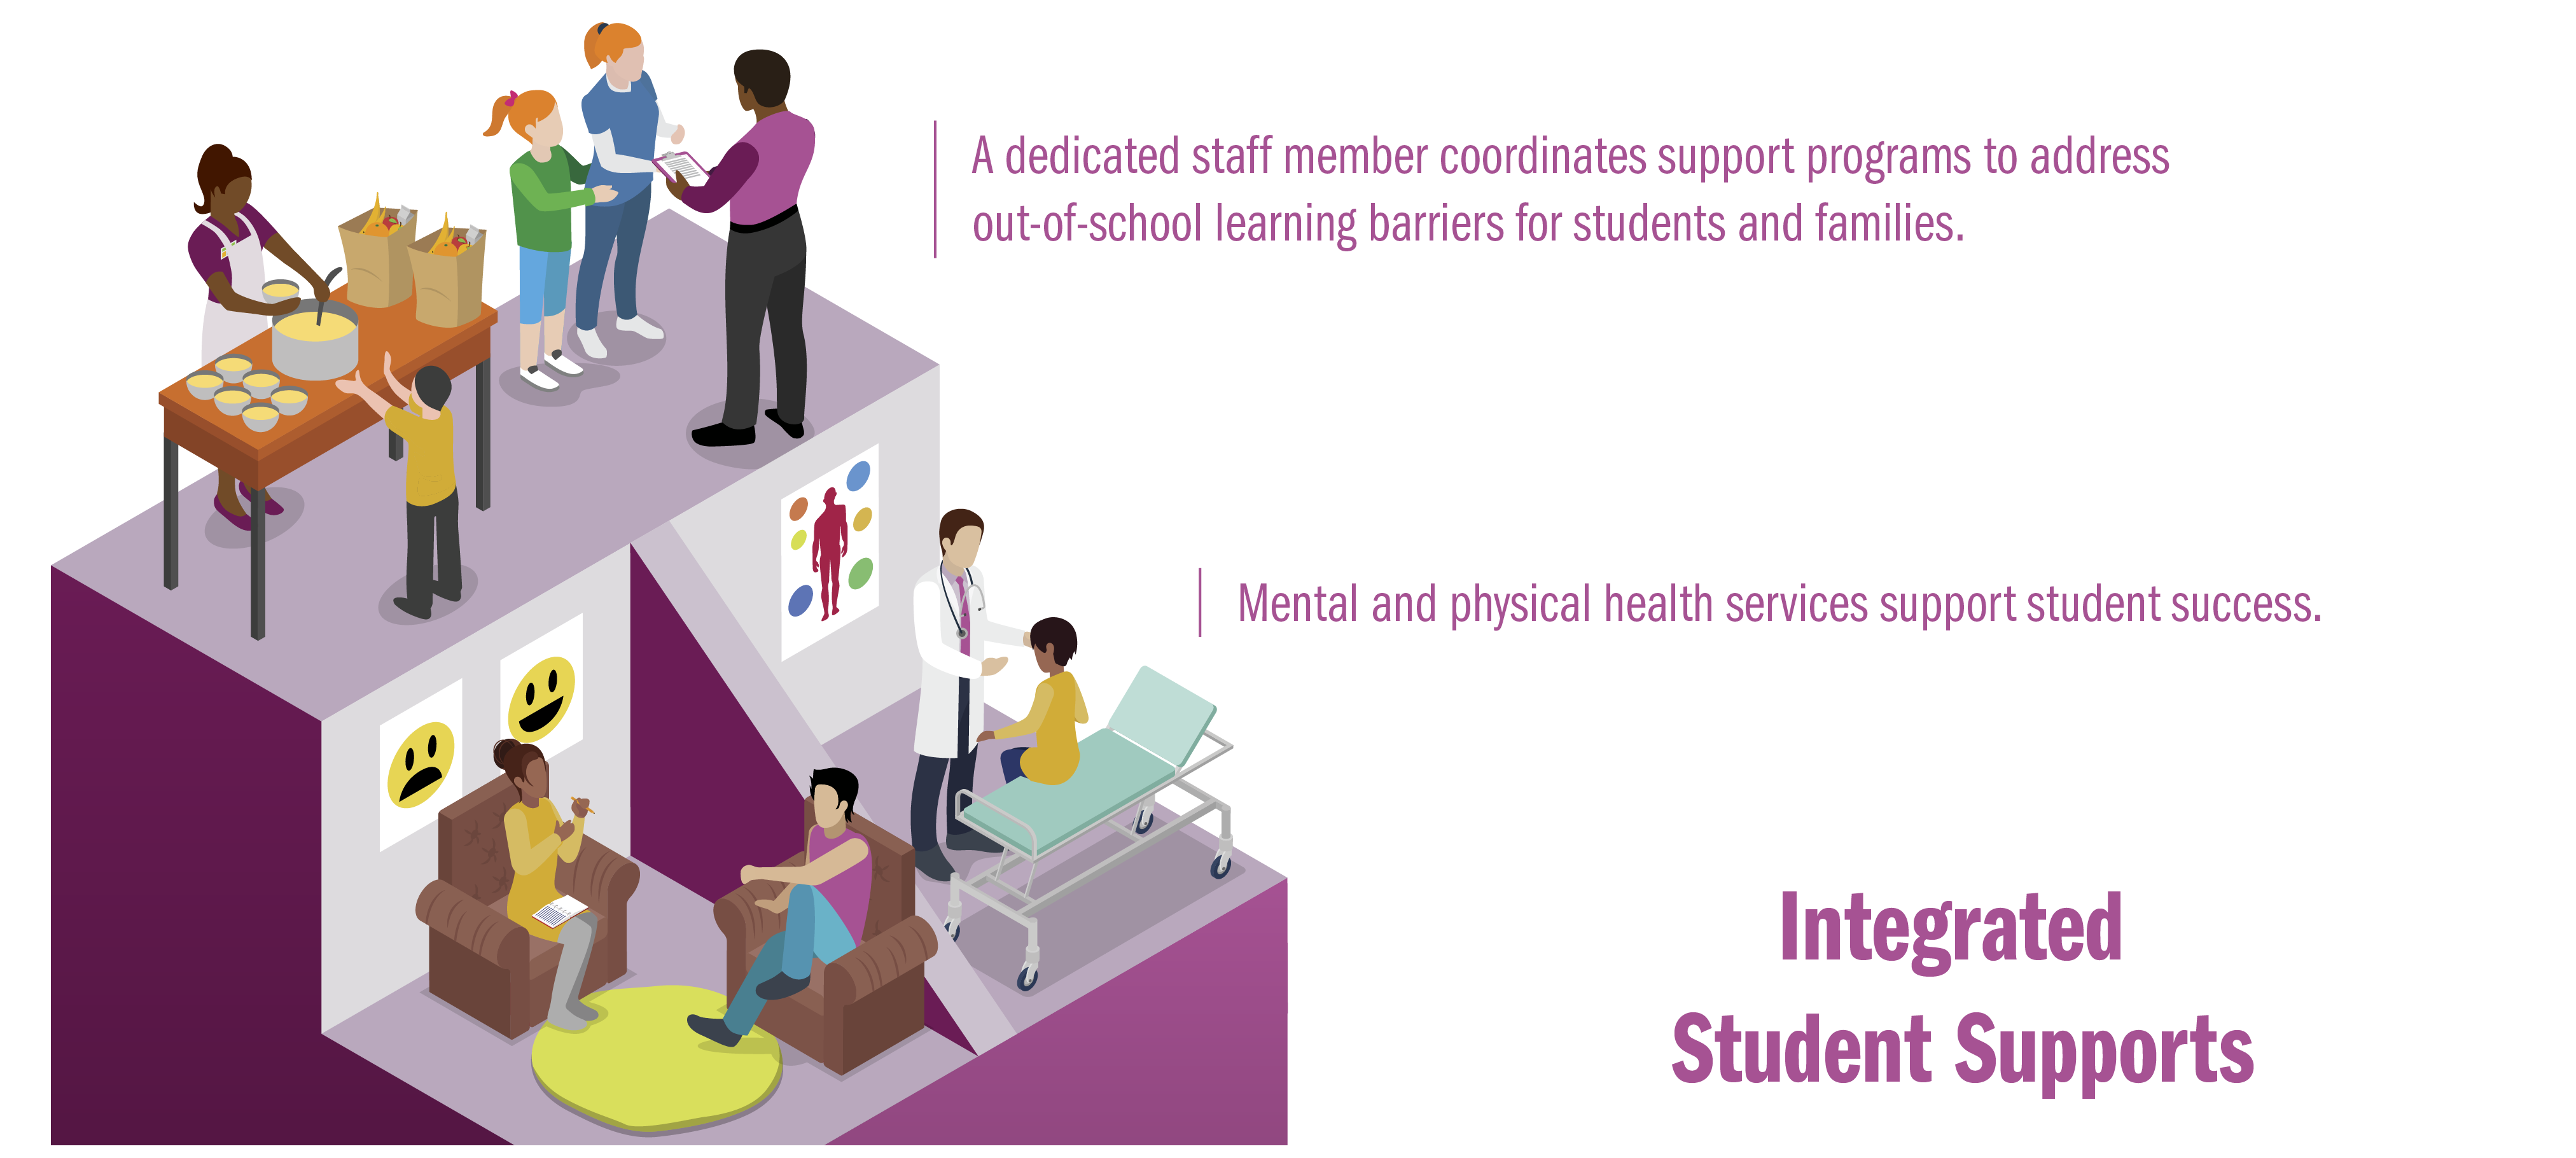 A dedicated staff member coordinates support programs to address
out-of-school learning barriers for students and families.
Mental and physical health services support student success.
Integrated
Student Supports